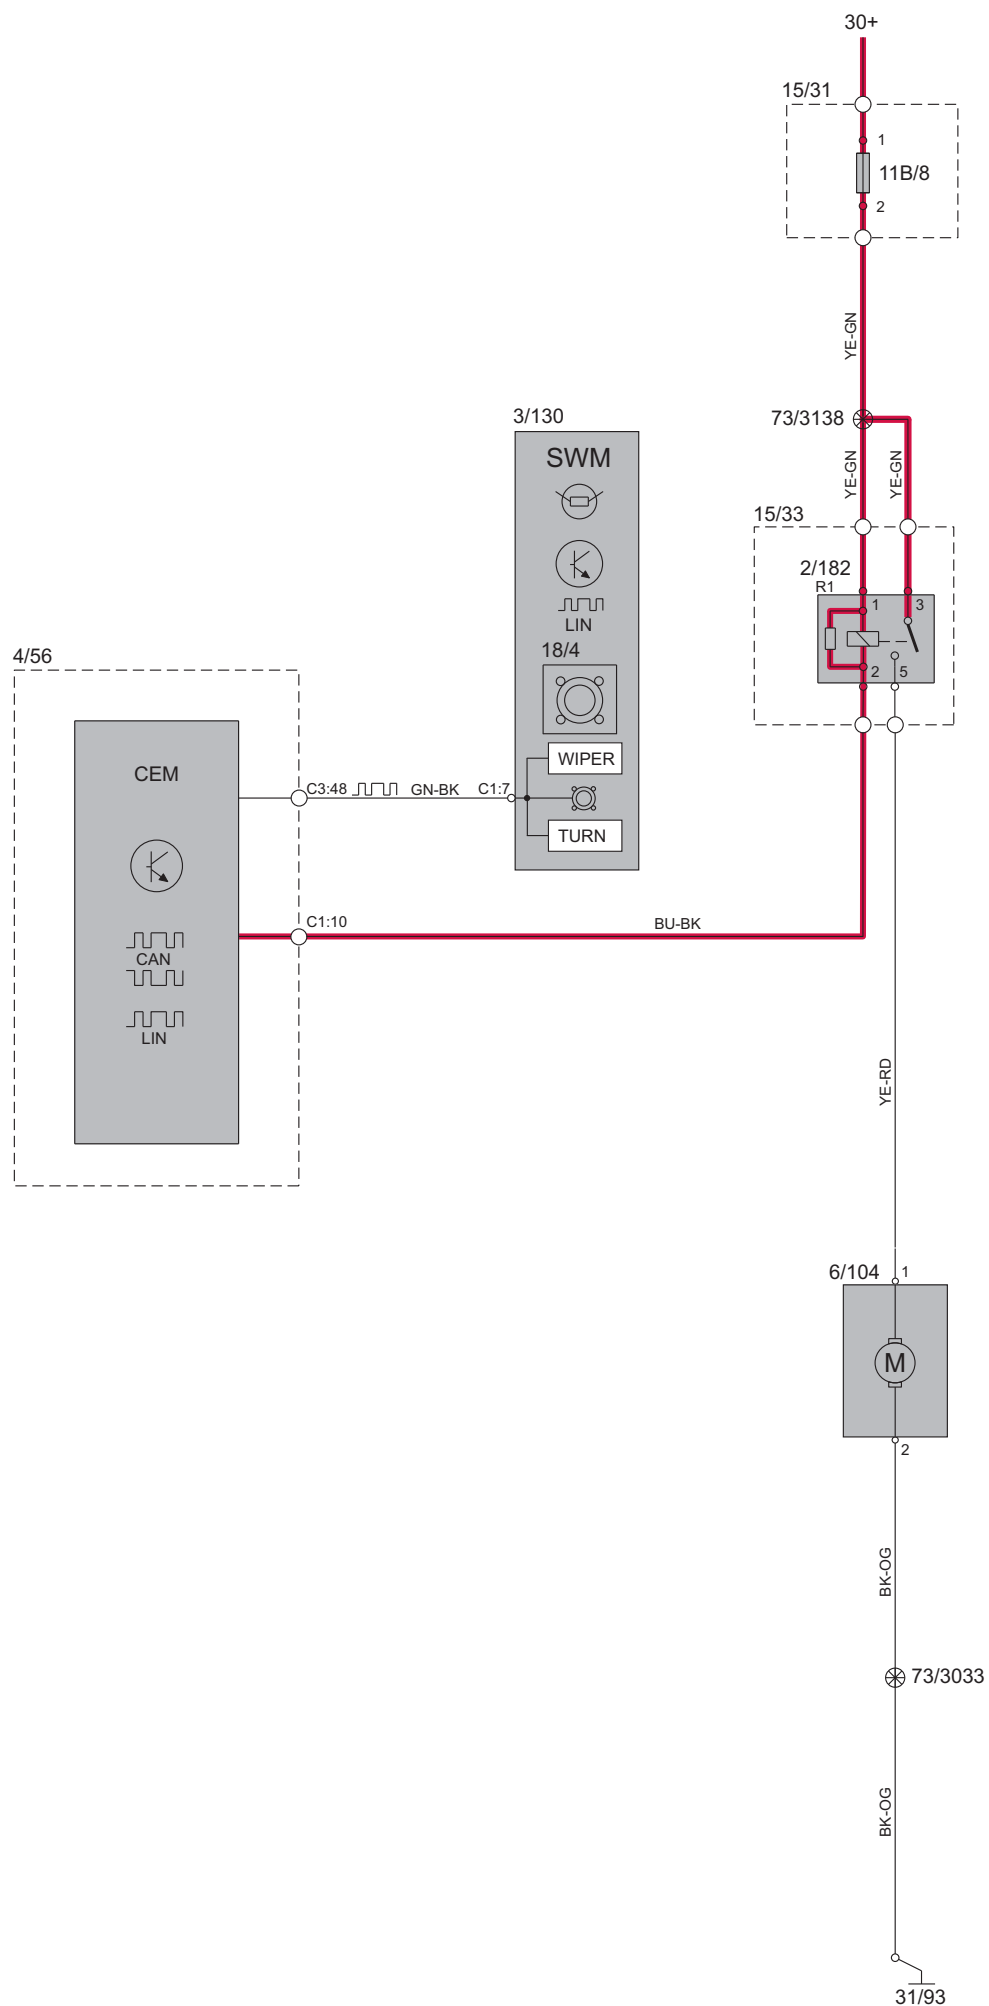 30+
15/31
1
11B/8
2
YE-GN
73/3138
YE-GN
YE-GN
3/130
SWM
LIN
18/4
WIPER
TURN
15/33
2/182
R1
1
3
2
5
4/56
CEM
C3:48
GN-BK
C1:7
C1:10
BU-BK
CAN
LIN
YE-RD
6/104
1
M
2
BK-OG
73/3033
BK-OG
31/93